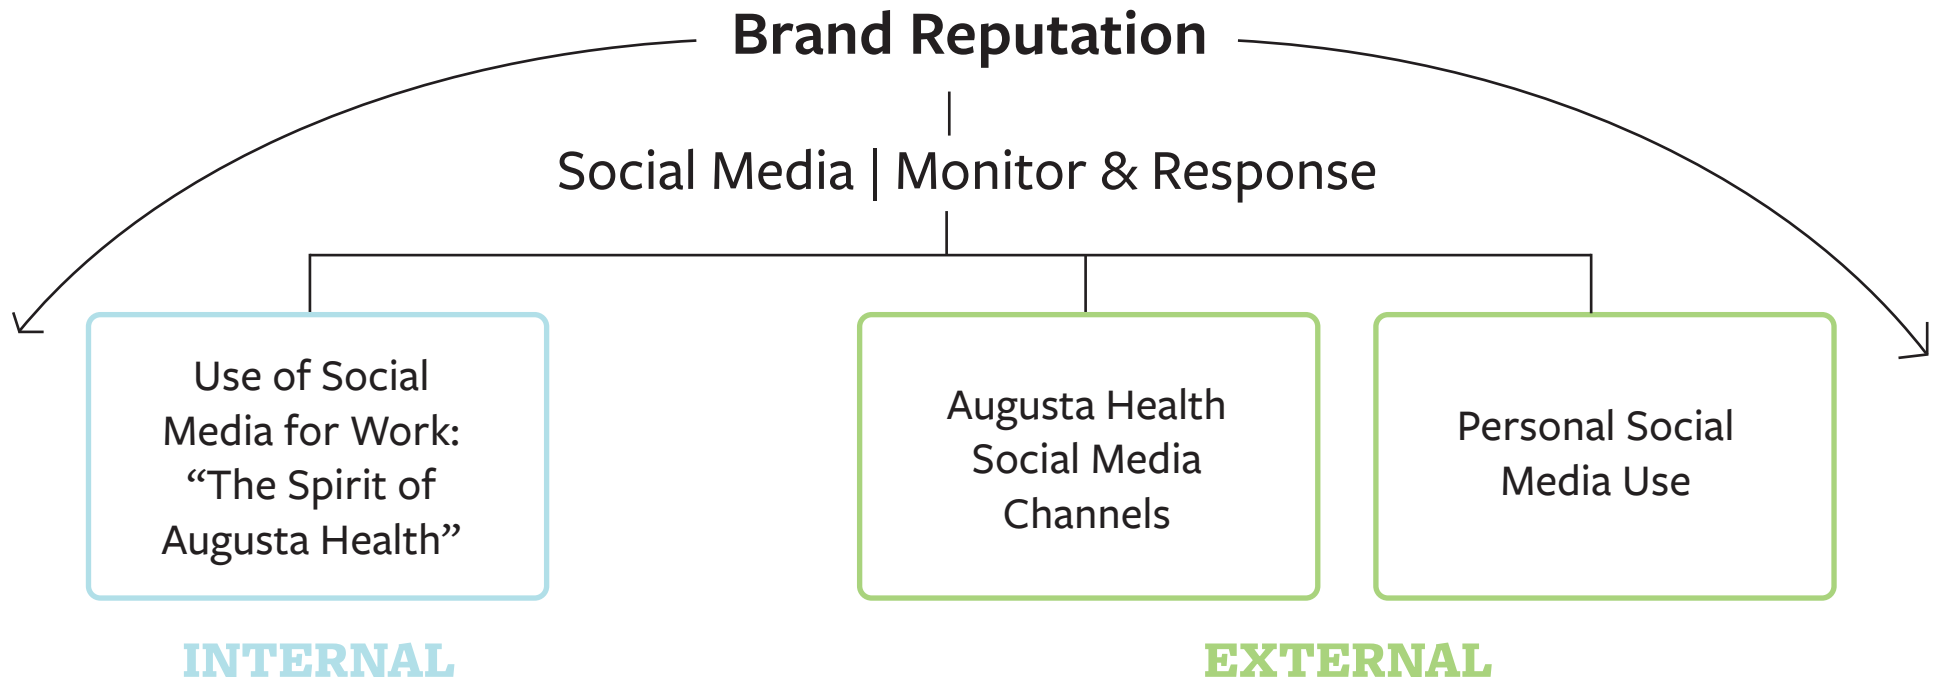 Brand Reputation
Social Media | Monitor & Response
Use of Social
Media for Work:
“The Spirit of
Augusta Health”
Augusta Health
Social Media
Channels
Personal Social
Media Use
INTERNAL
EXTERNAL